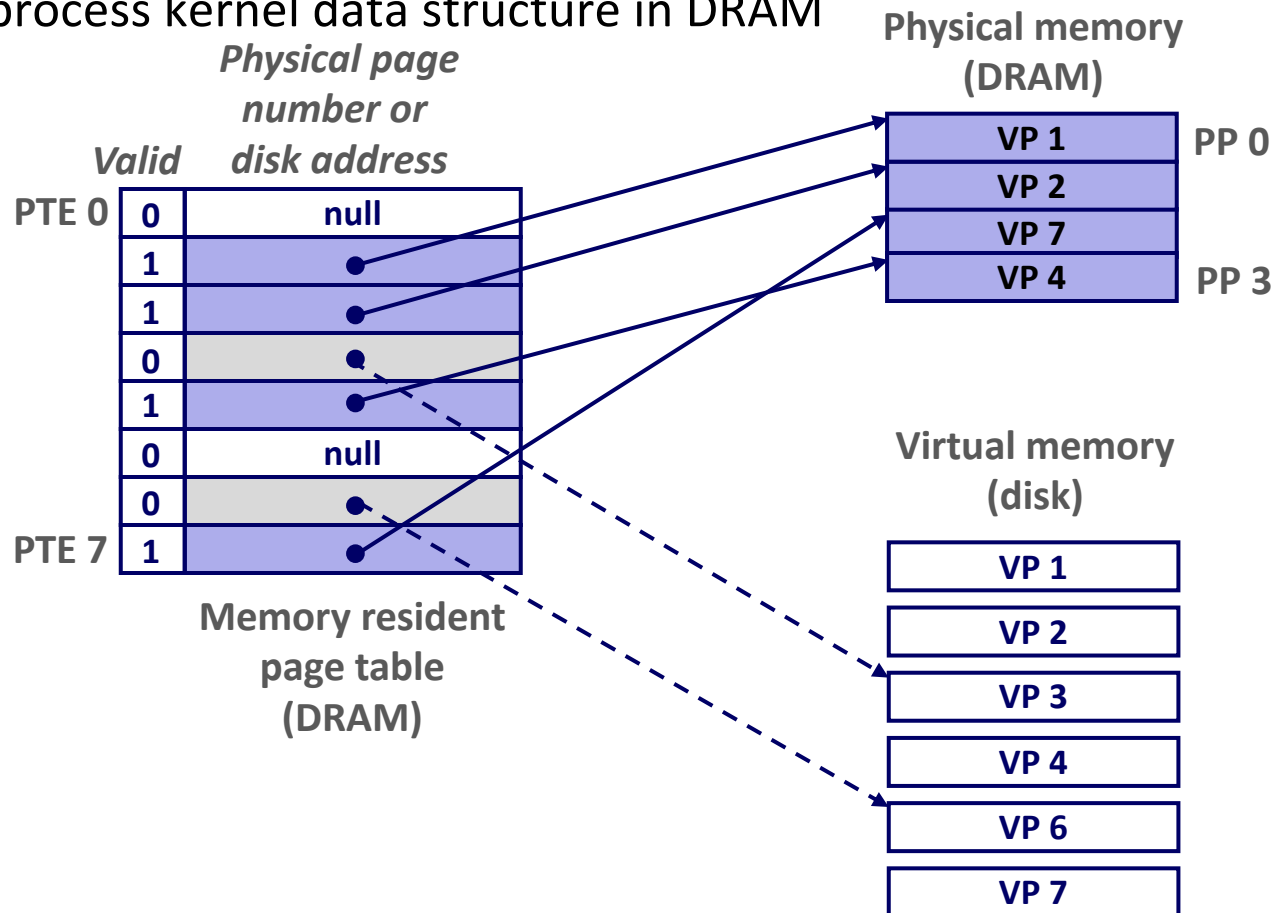 process kernel data structure in DRAM
Physical page
number or
disk address
Valid
PTE 0
0
null
1
1
0
1
0
null
0
PTE 7
1
Memory resident
page table
(DRAM)
Physical memory
(DRAM)
VP 1
PP 0
VP 2
VP 7
VP 4
PP 3
Virtual memory
(disk)
VP 1
VP 2
VP 3
VP 4
VP 6
VP 7